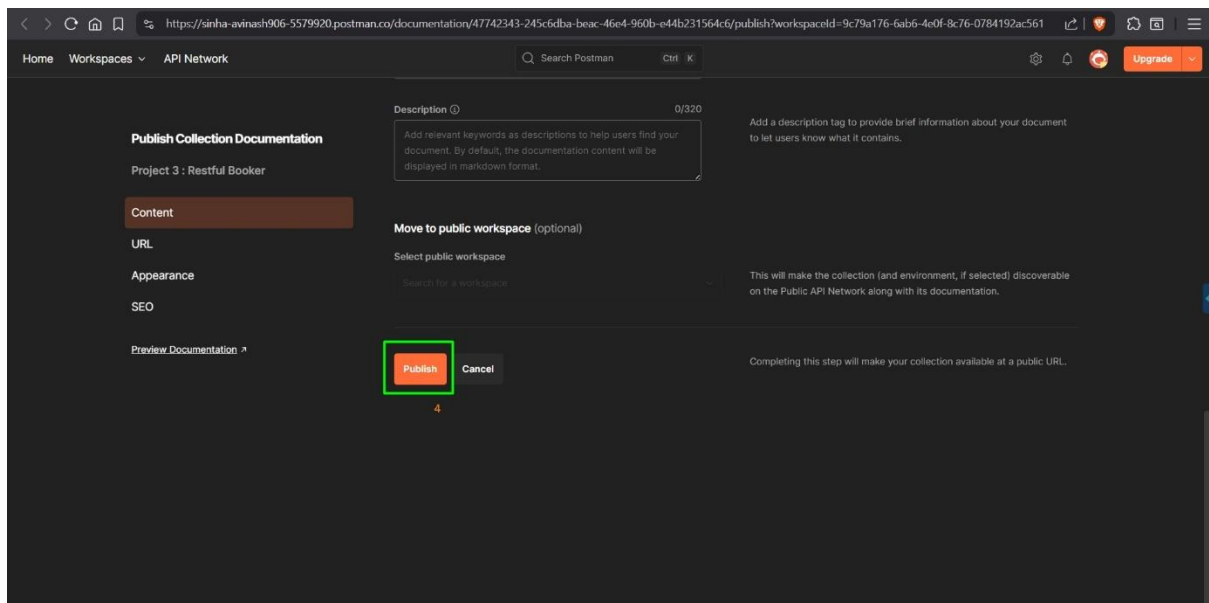 https://sinha-avinash906-5579920.postman.co/documentation/47742343-245c6dba-beac-46e4-960b-e44b231564c6/publish?workspaceId=9c79a176-6ab6-4e0f-8c76-0784192ac561
Home Workspaces API Network Search Postman Ctrl K Upgrade
Publish Collection Documentation
Project 3 : Restful Booker
Content
URL
Appearance
SEO
Preview Documentation
Description 0/320
Add relevant keywords as descriptions to help users find your
document. By default, the documentation content will be
displayed in markdown format.
Add a description tag to provide brief information about your document
to let users know what it contains.
Move to public workspace (optional)
Select public workspace
Search for a workspace
This will make the collection (and environment, if selected) discoverable
on the Public API Network along with its documentation.
Publish Cancel
Completing this step will make your collection available at a public URL.
4